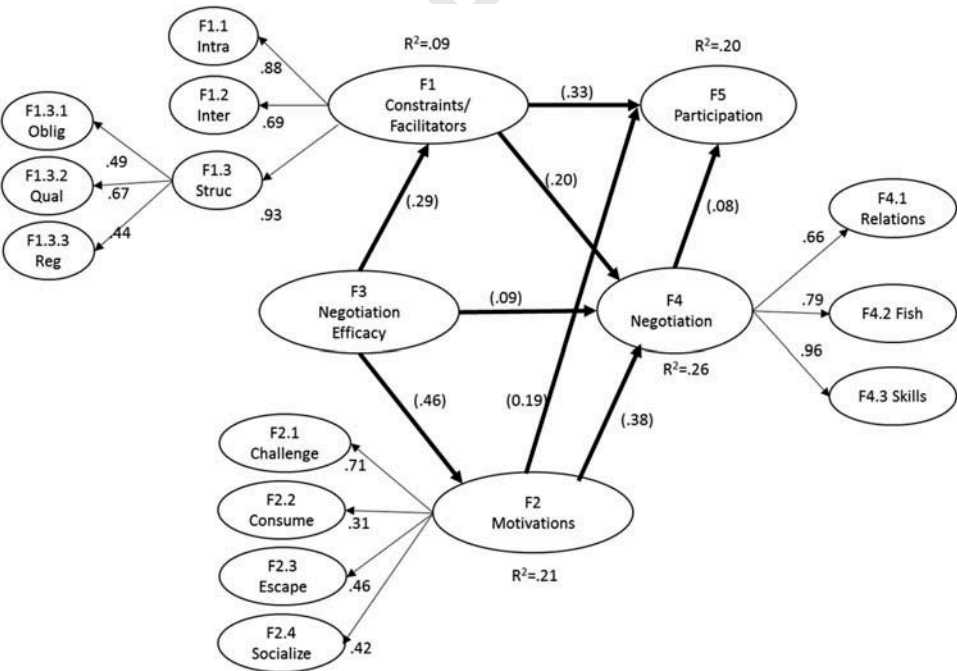 F1.1
Intra
.88
F1.2
Inter
.69
F1.3
Struc
.93
F1.3.1
Oblig
.49
F1.3.2
Qual
.67
F1.3.3
Reg
.44
R²=.09
F1
Constraints/
Facilitators
(.33)
R²=.20
F5
Participation
(.29)
(.20)
(.08)
F3
Negotiation
Efficacy
(.09)
F4
Negotiation
R²=.26
F4.1
Relations
.66
F4.2 Fish
.79
F4.3 Skills
.96
(.46)
(0.19)
(.38)
F2
Motivations
R²=.21
F2.1
Challenge
.71
F2.2
Consume
.31
F2.3
Escape
.46
F2.4
Socialize
.42